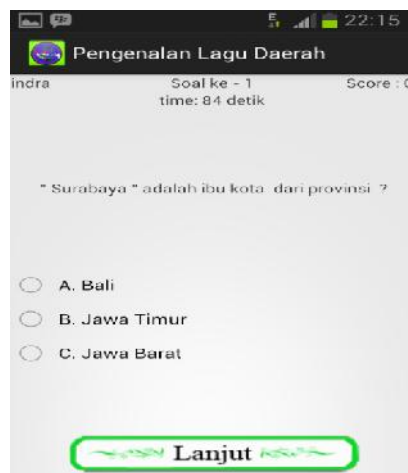 22:15
Pengenalan Lagu Daerah
indra Soal ke - 1 Score : 0
time: 84 detik
" Surabaya " adalah ibu kota dari provinsi ?
A. Bali
B. Jawa Timur
C. Jawa Barat
Lanjut